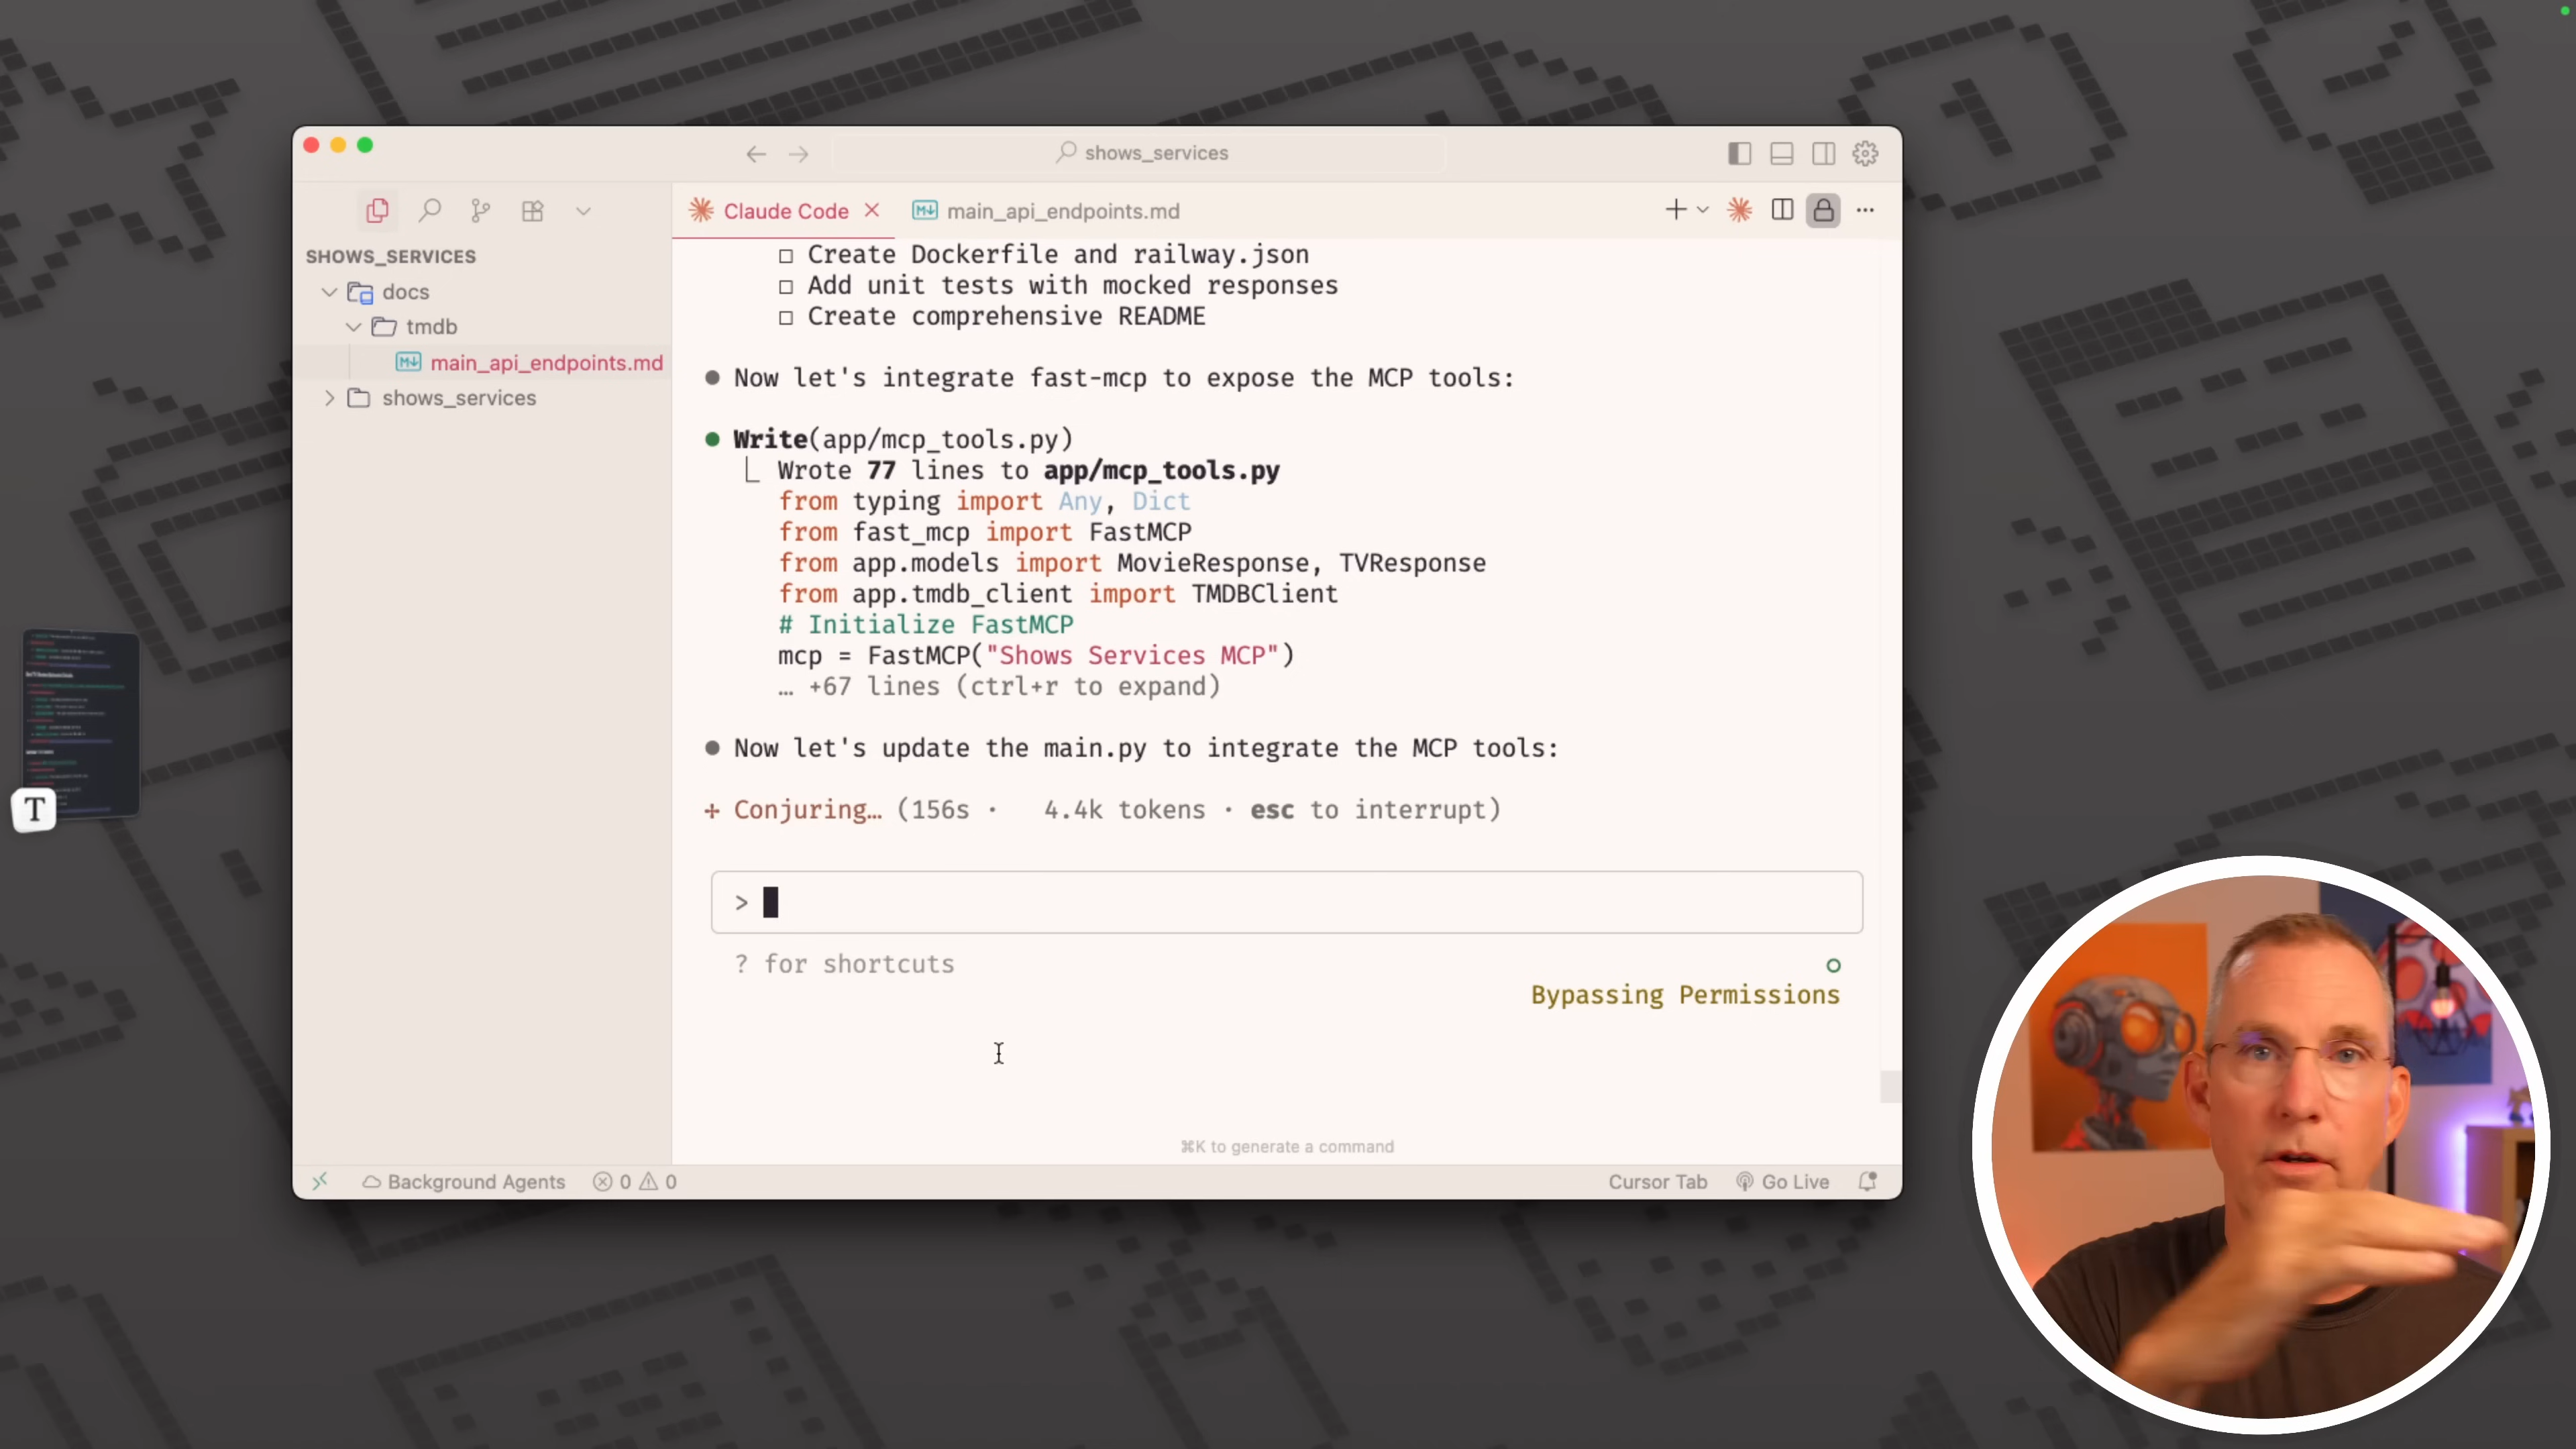 shows_services
Claude Code
main_api_endpoints.md
SHOWS_SERVICES
docs
tmdb
main_api_endpoints.md
shows_services
☐ Create Dockerfile and railway.json
☐ Add unit tests with mocked responses
☐ Create comprehensive README
● Now let's integrate fast-mcp to expose the MCP tools:
● Write(app/mcp_tools.py)
⎿ Wrote 77 lines to app/mcp_tools.py
from typing import Any, Dict
from fast_mcp import FastMCP
from app.models import MovieResponse, TVResponse
from app.tmdb_client import TMDBClient
# Initialize FastMCP
mcp = FastMCP("Shows Services MCP")
… +67 lines (ctrl+r to expand)
● Now let's update the main.py to integrate the MCP tools:
+ Conjuring… (156s · 4.4k tokens · esc to interrupt)
>
? for shortcuts
Bypassing Permissions
⌘K to generate a command
Background Agents
0
0
Cursor Tab
Go Live
T